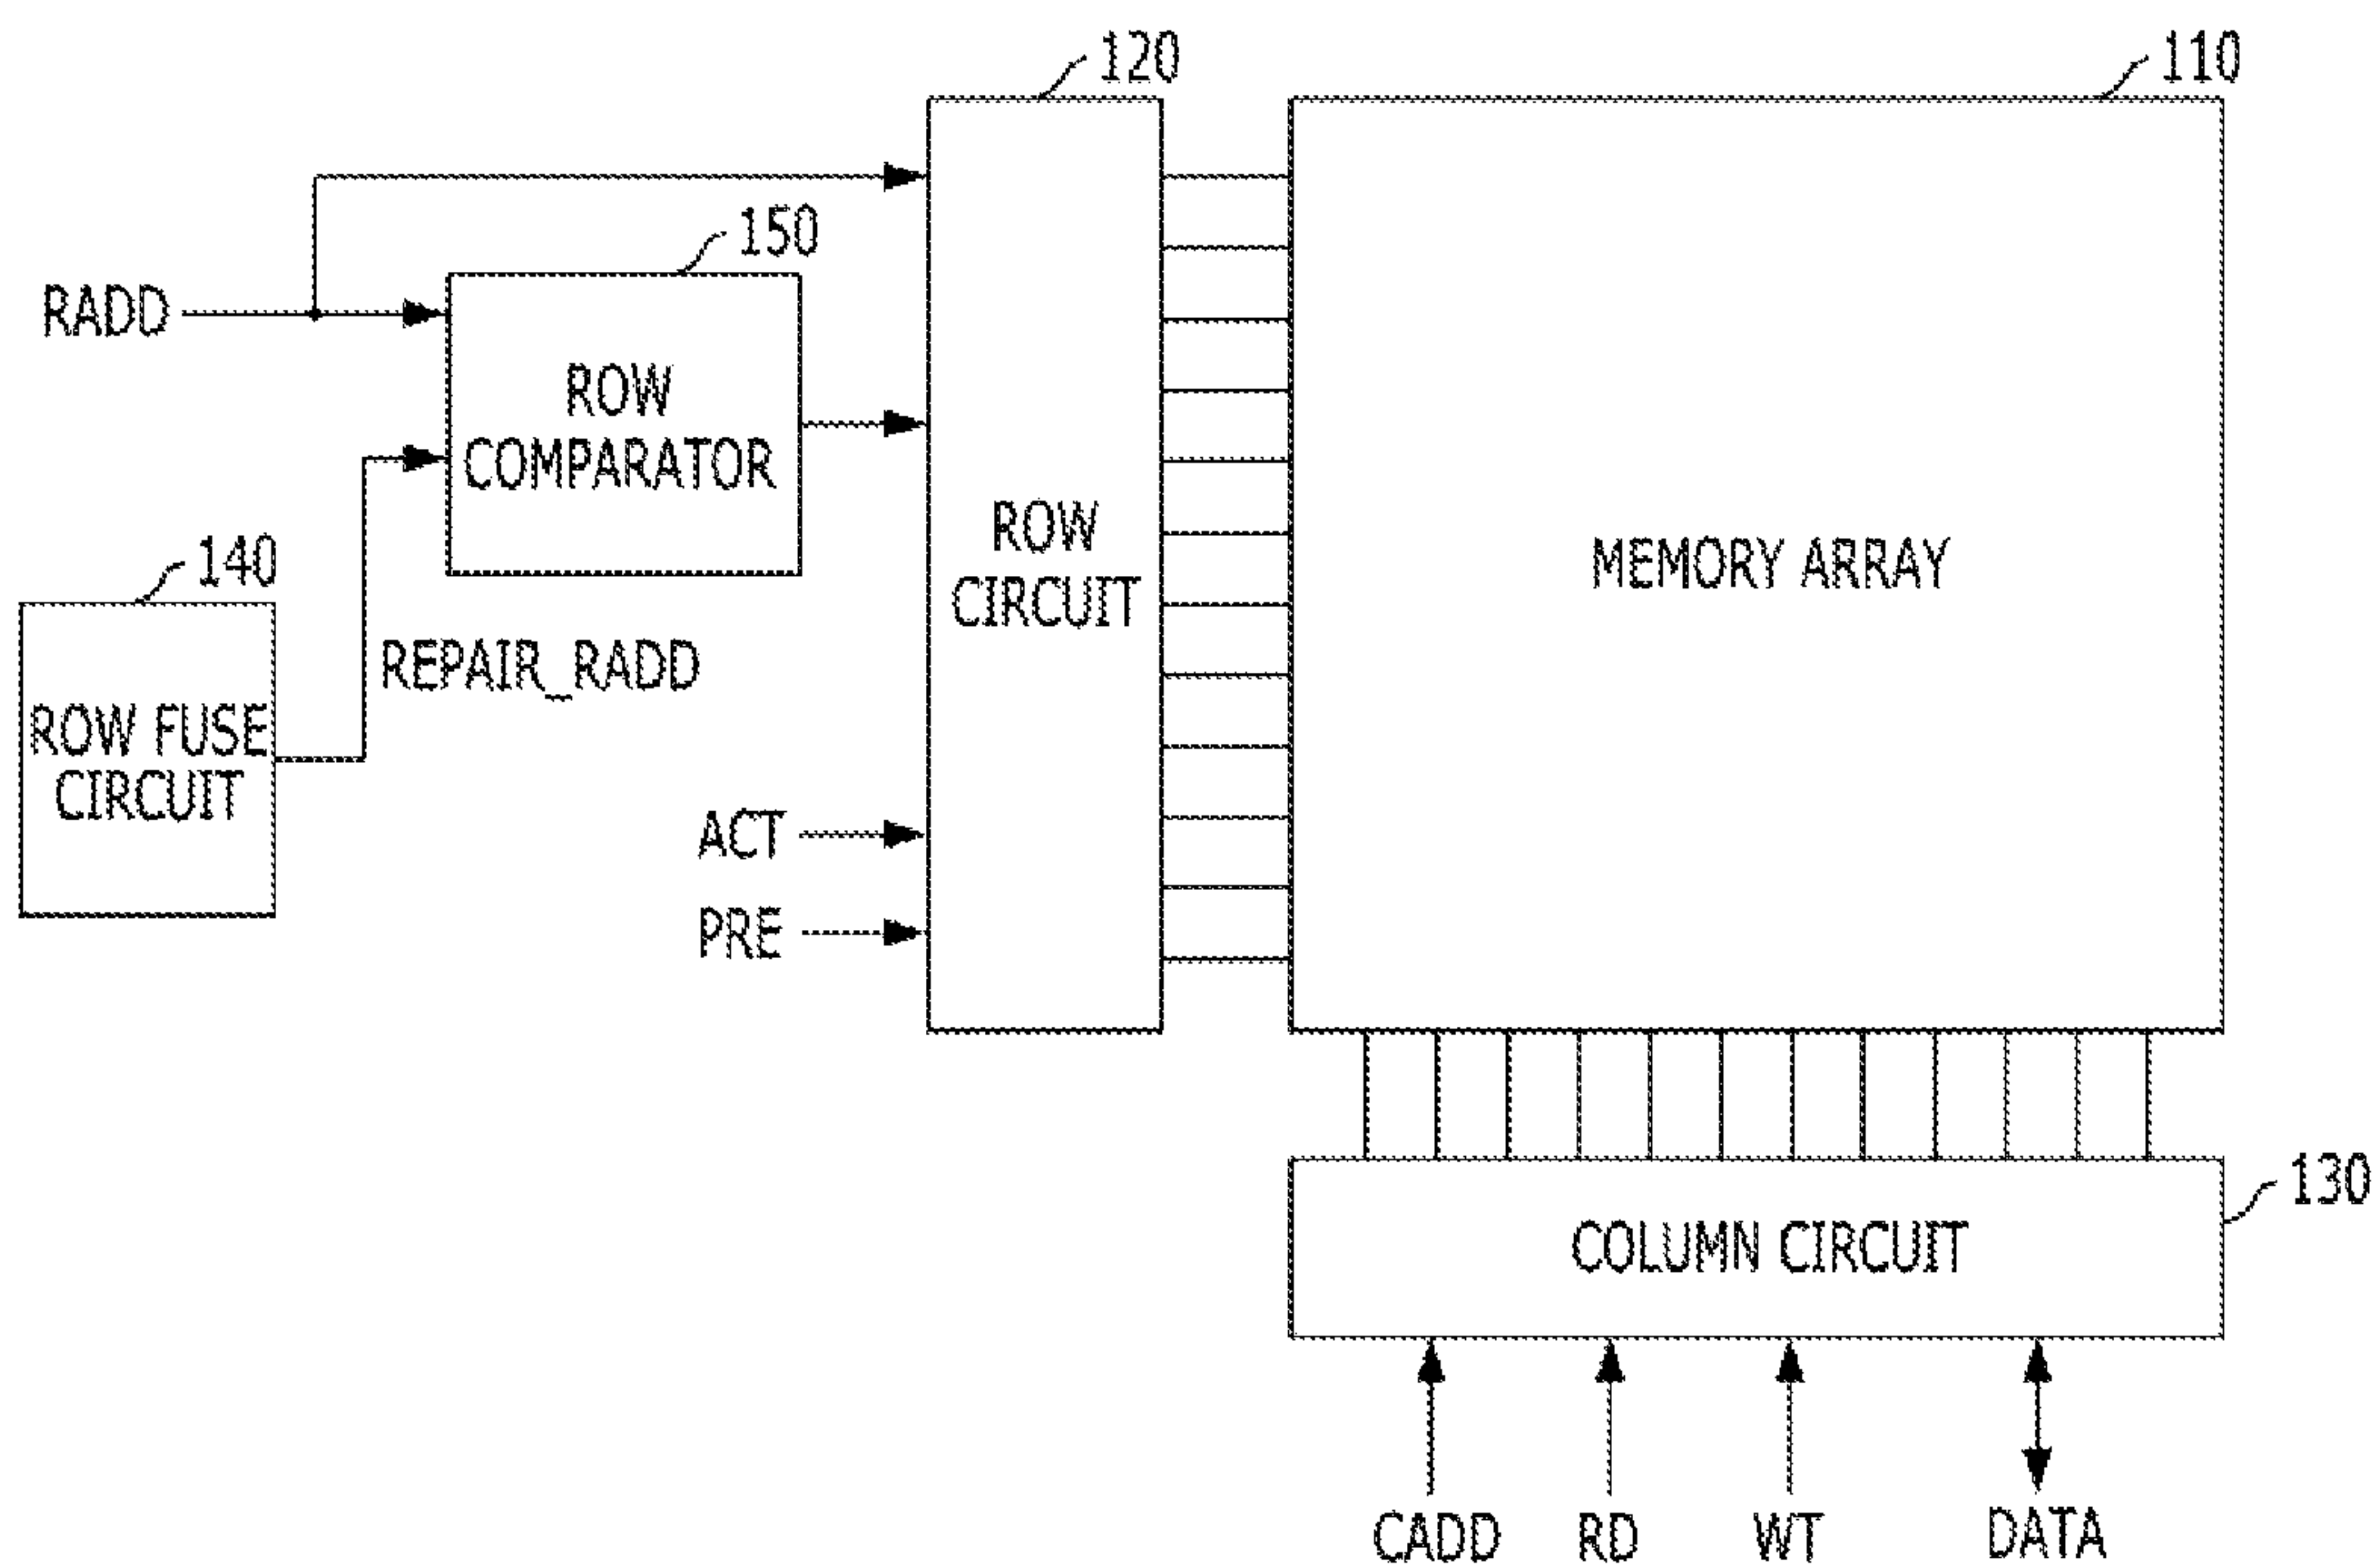 120
110
150
RADD
ROW
COMPARATOR
140
ROW
CIRCUIT
MEMORY ARRAY
REPAIR_RADD
ROW FUSE
CIRCUIT
ACT
PRE
130
COLUMN CIRCUIT
CADD
RD
WT
DATA